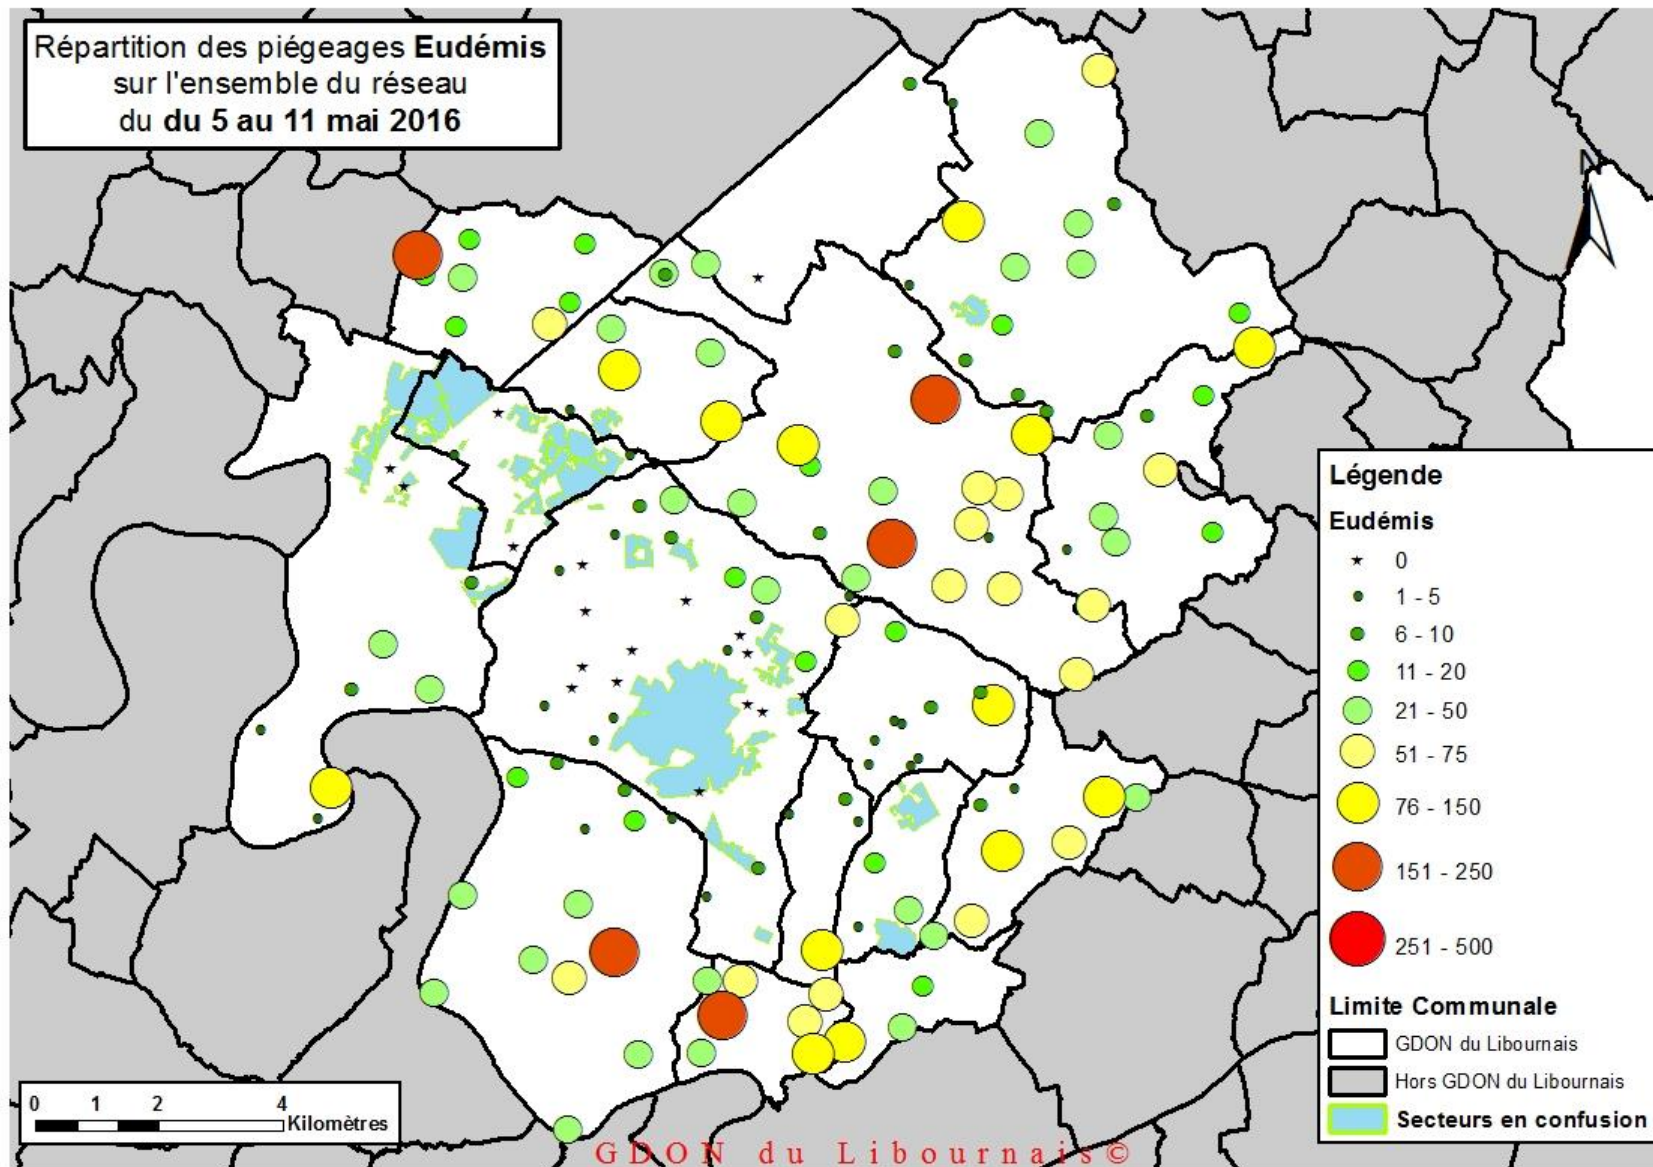 Répartition des piégeages Eudémis
sur l'ensemble du réseau
du du 5 au 11 mai 2016
N
Légende
Eudémis
0
1 - 5
6 - 10
11 - 20
21 - 50
51 - 75
76 - 150
151 - 250
251 - 500
Limite Communale
GDON du Libournais
Hors GDON du Libournais
Secteurs en confusion
0 1 2 4
Kilomètres
GDON du Libournais©